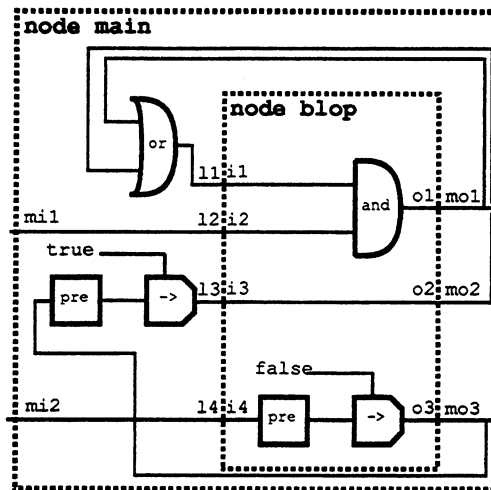 node main
node blop
or
l1 i1
and
o1 mo1
mi1
l2 i2
true
pre
->
l3 i3
o2 mo2
false
mi2
l4 i4
pre
->
o3 mo3